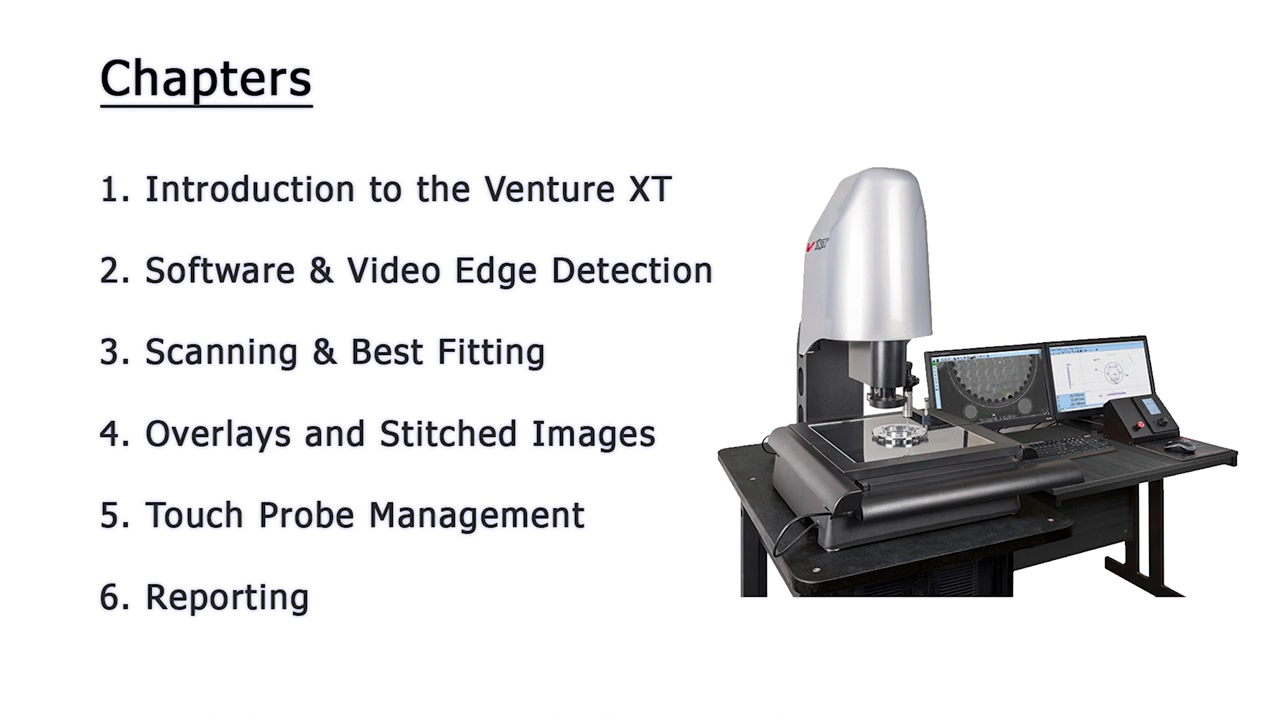 Chapters
1. Introduction to the Venture XT
2. Software & Video Edge Detection
3. Scanning & Best Fitting
4. Overlays and Stitched Images
5. Touch Probe Management
6. Reporting
XT